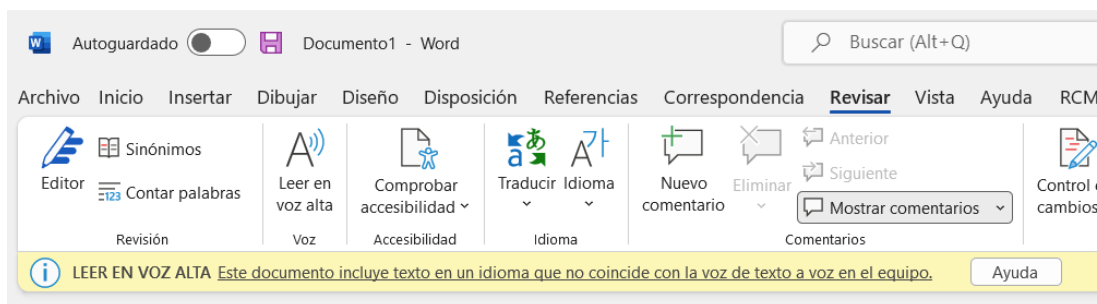 Autoguardado Documento1 - Word Buscar (Alt+Q)
Archivo Inicio Insertar Dibujar Diseño Disposición Referencias Correspondencia Revisar Vista Ayuda RCM
Editor
Sinónimos
123 Contar palabras
Revisión
Leer en
voz alta
Voz
Comprobar
accesibilidad
Accesibilidad
Traducir Idioma
Idioma
Nuevo
comentario
Eliminar
Anterior
Siguiente
Mostrar comentarios
Comentarios
Control
cambios
LEER EN VOZ ALTA Este documento incluye texto en un idioma que no coincide con la voz de texto a voz en el equipo. Ayuda